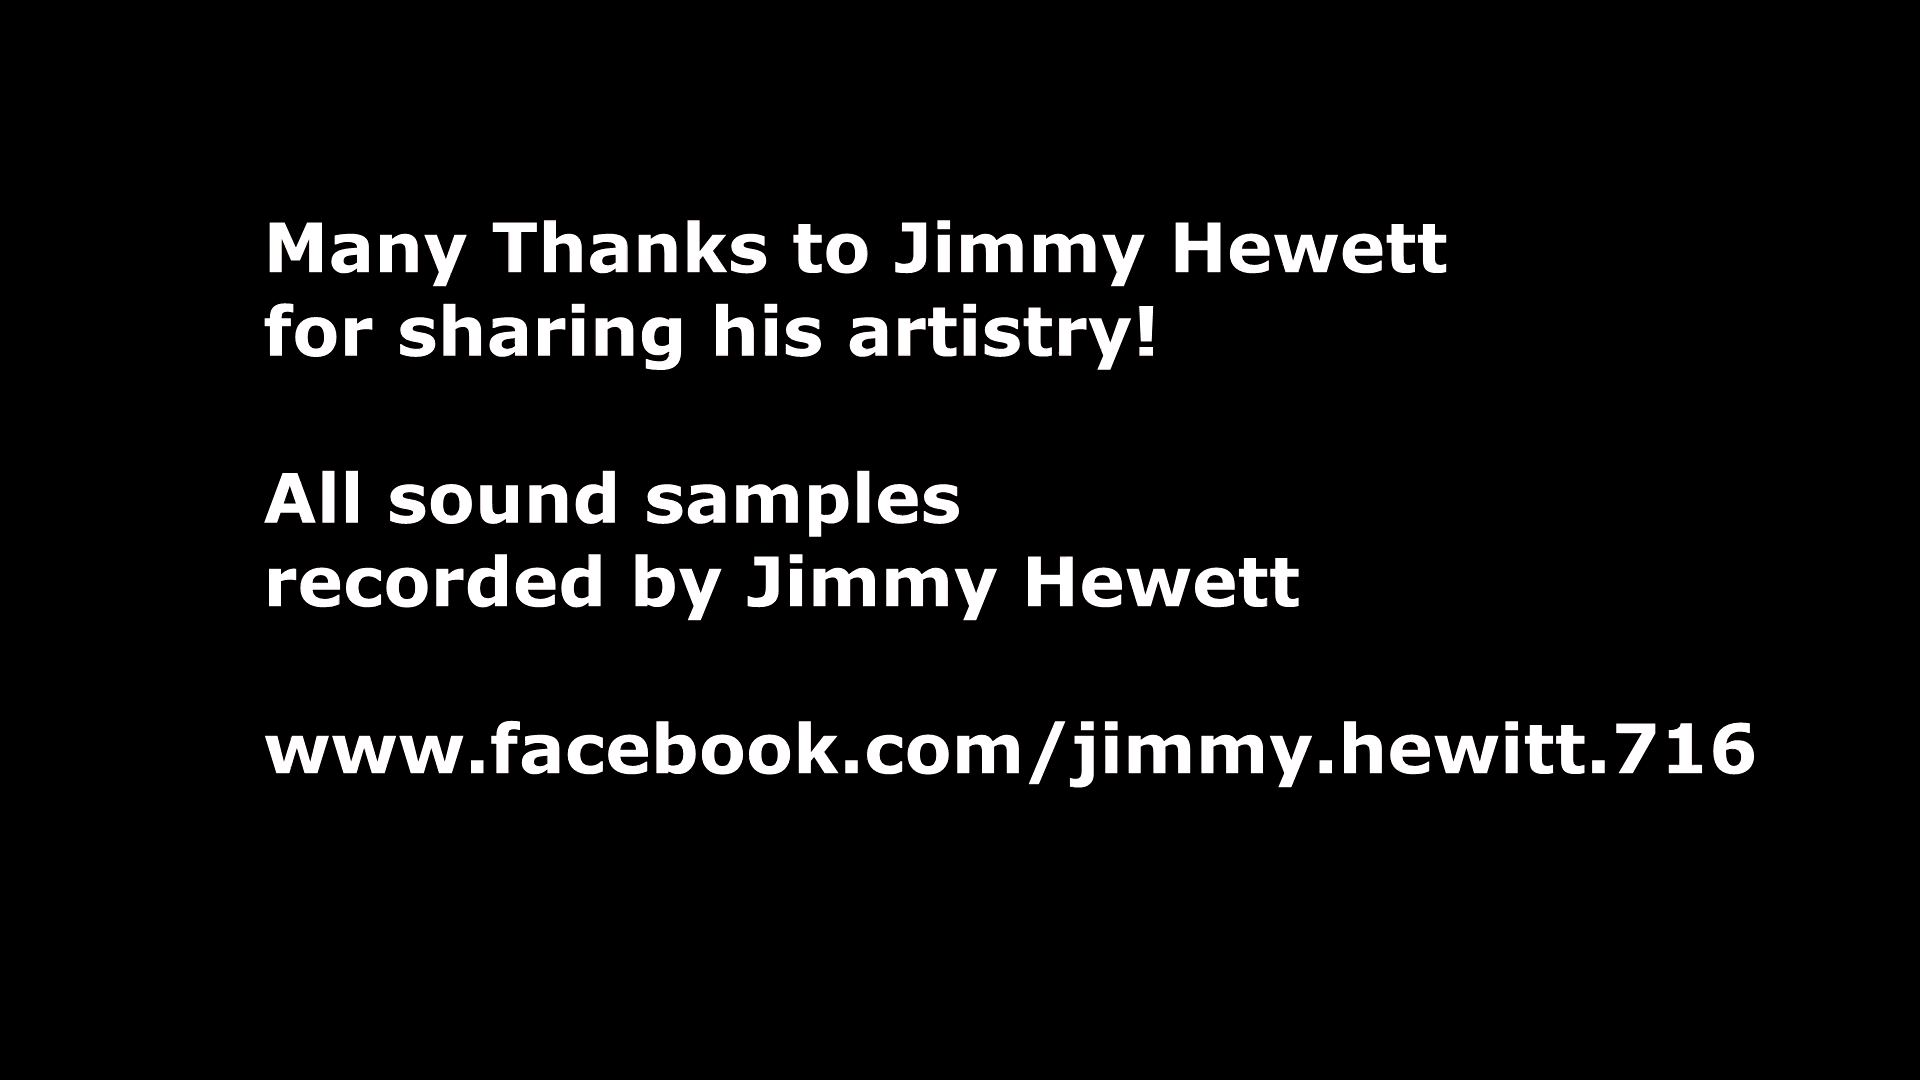 Many Thanks to Jimmy Hewett
for sharing his artistry!
All sound samples
recorded by Jimmy Hewett
www.facebook.com/jimmy.hewitt.716